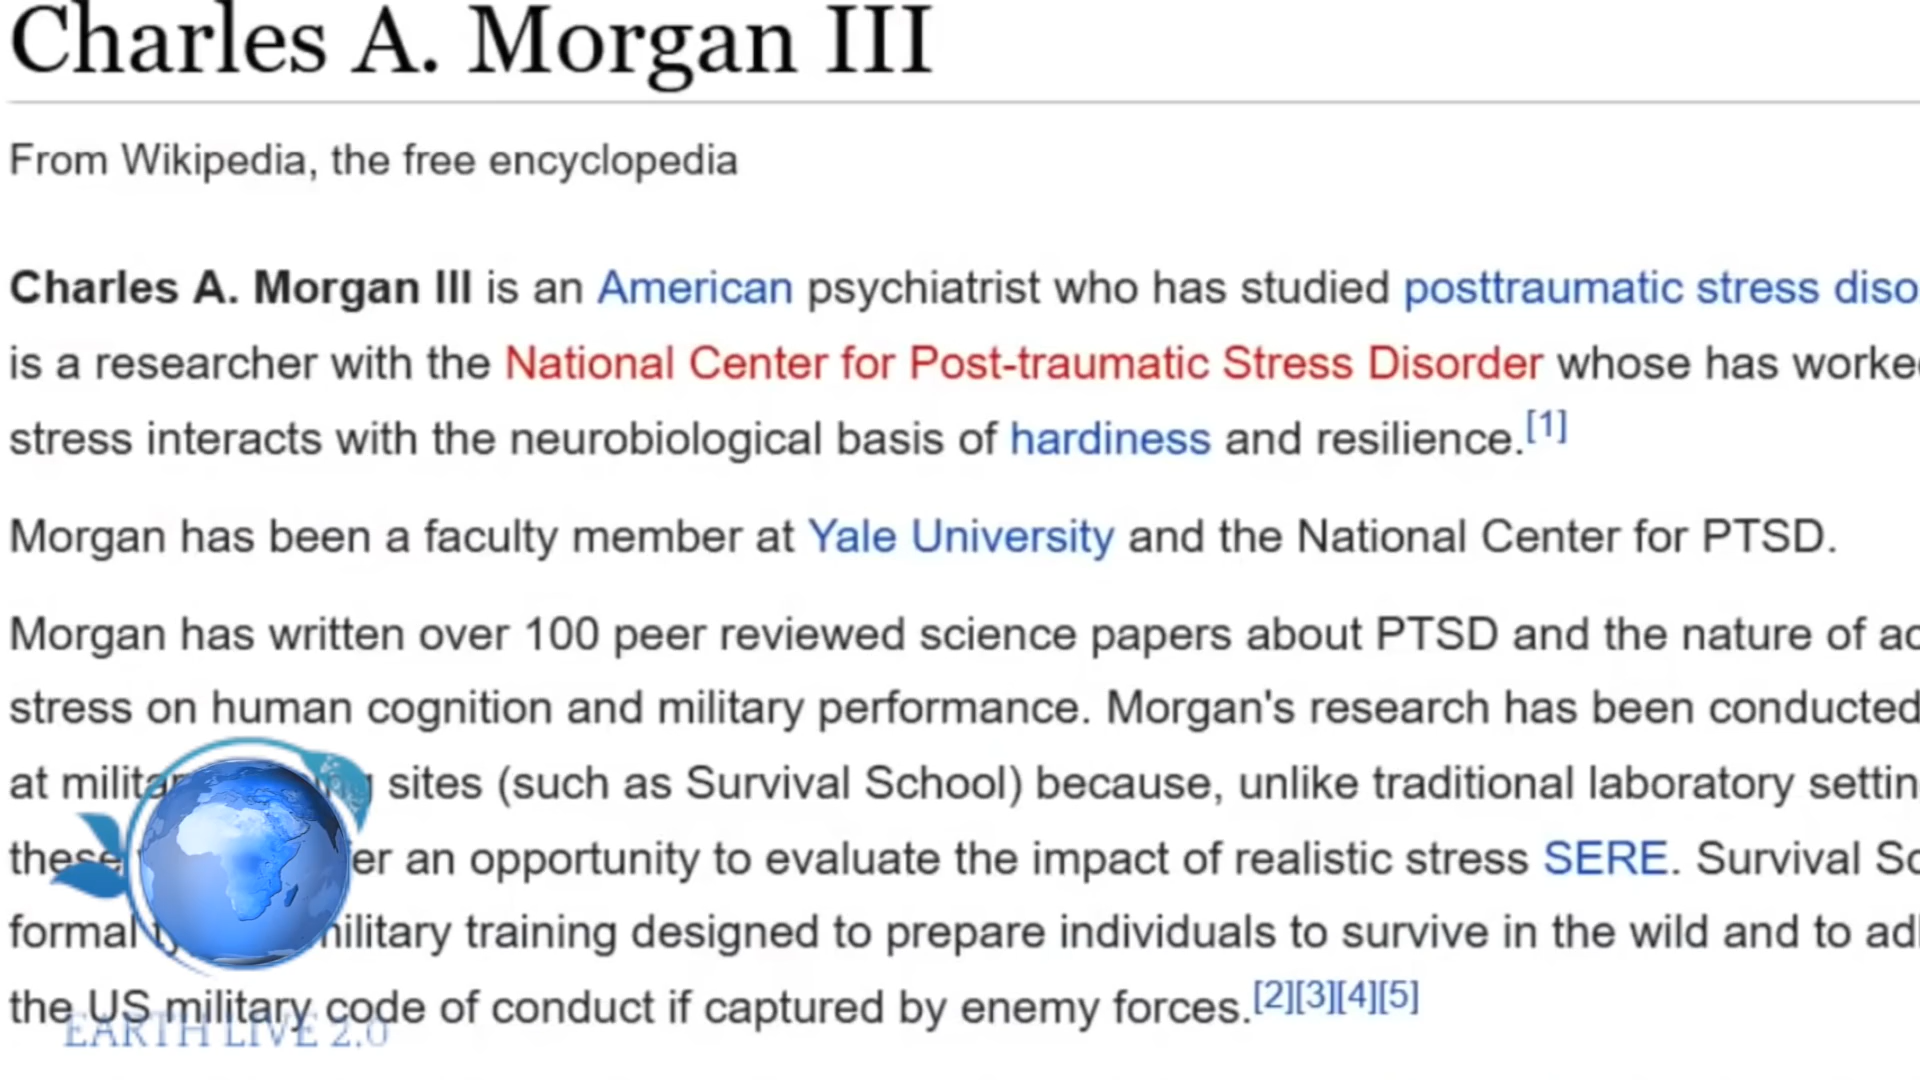 Charles A. Morgan III
From Wikipedia, the free encyclopedia
Charles A. Morgan III is an American psychiatrist who has studied posttraumatic stress diso
is a researcher with the National Center for Post-traumatic Stress Disorder whose has worke
stress interacts with the neurobiological basis of hardiness and resilience.[1]
Morgan has been a faculty member at Yale University and the National Center for PTSD.
Morgan has written over 100 peer reviewed science papers about PTSD and the nature of ac
stress on human cognition and military performance. Morgan's research has been conducted
at sites (such as Survival School) because, unlike traditional laboratory settin
these er an opportunity to evaluate the impact of realistic stress SERE. Survival Sc
formal military training designed to prepare individuals to survive in the wild and to ad
the US military code of conduct if captured by enemy forces.[2][3][4][5]
EARTH LIVE 2.0